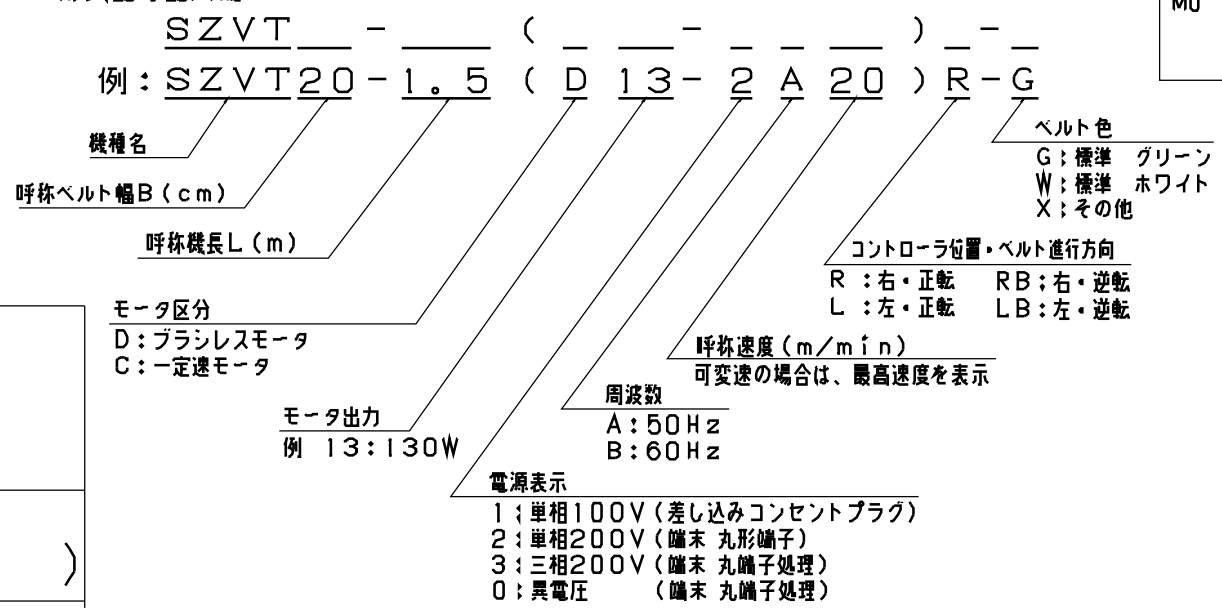 SZVT__-___(_ __-_ _ __)_-_
例:SZVT20-1.5(D13-2A20)R-G
機種名
呼称ベルト幅B(cm)
呼称機長L(m)
モータ区分
D:ブラシレスモータ
C:一定速モータ
モータ出力
例 13:130W
電源表示
1:単相100V(差し込みコンセントプラグ)
2:単相200V(端末 丸形端子)
3:三相200V(端末 丸端子処理)
0:異電圧 (端末 丸端子処理)
周波数
A:50Hz
B:60Hz
呼称速度(m/min)
可変速の場合は、最高速度を表示
コントローラ位置・ベルト進行方向
R :右・正転 RB:右・逆転
L :左・正転 LB:左・逆転
ベルト色
G:標準 グリーン
W:標準 ホワイト
X:その他
)